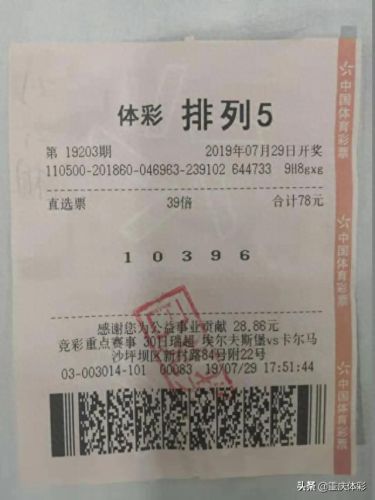 体彩 排列5
第 19203期 2019年07月29日开奖
110500-201860-046963-239102 644733 9H8gxg
直选票 39倍 合计78元
1 0 3 9 6
感谢您为公益事业贡献 28.86元
竞彩重点赛事 30日瑞超 埃尔夫斯堡vs卡尔马
沙坪坝区新村路84号附22号
03-003014-101 00083 19/07/29 17:51:44
中国体育彩票
中国体育彩票
中国体育彩票
头条@重庆体彩